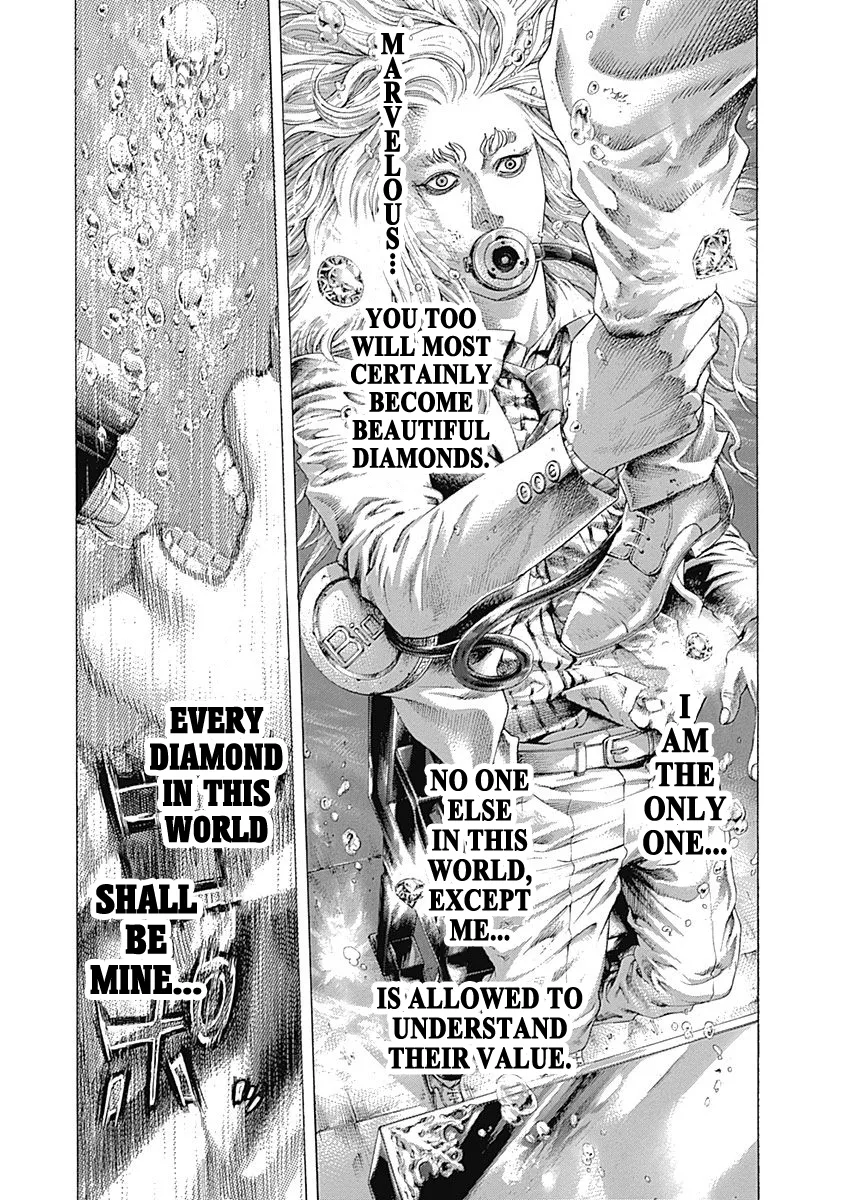 MARVELOUS...
YOU TOO
WILL MOST
CERTAINLY
BECOME
BEAUTIFUL
DIAMONDS.
I
AM
THE
ONLY
ONE...
NO ONE
ELSE
IN THIS
WORLD,
EXCEPT
ME...
IS ALLOWED TO
UNDERSTAND
THEIR VALUE.
EVERY
DIAMOND
IN THIS
WORLD
SHALL
BE
MINE...